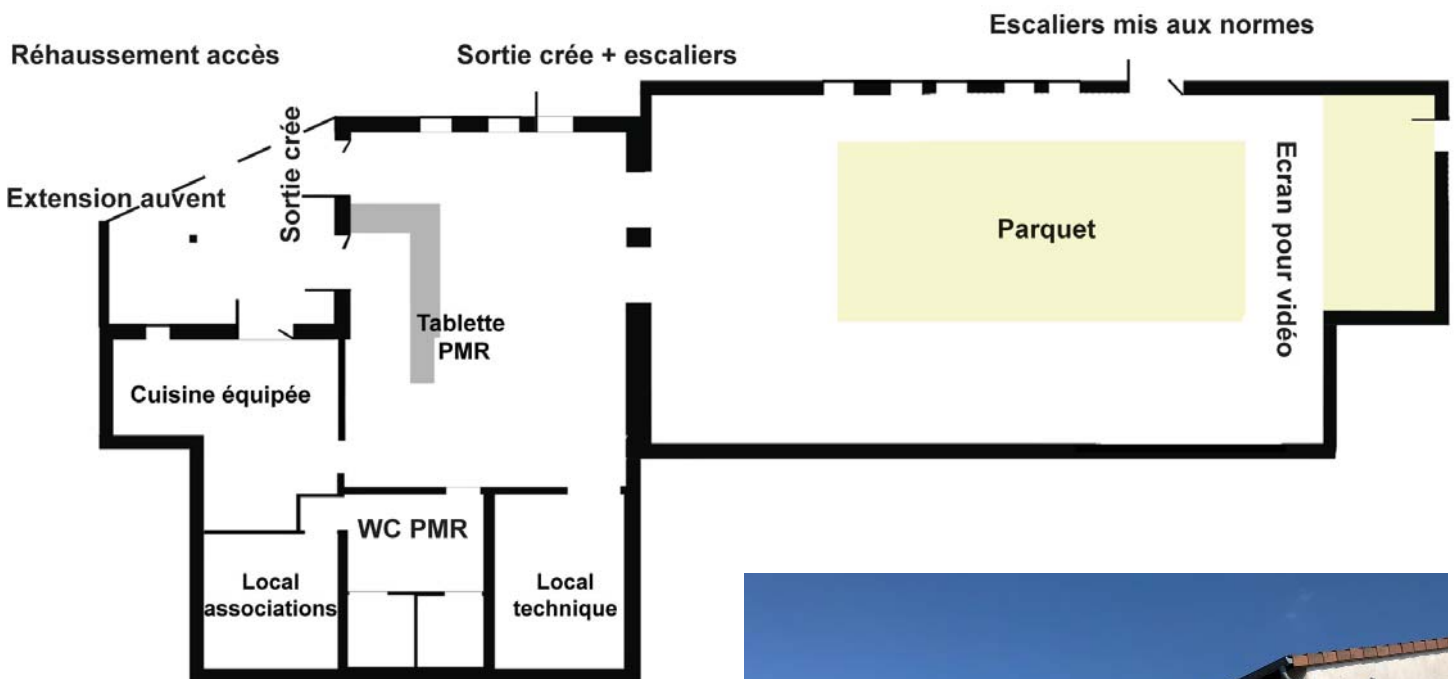 Escaliers mis aux normes
Réhaussement accès
Sortie crée + escaliers
Sortie crée
Extension auvent
Ecran pour vidéo
Parquet
Tablette
PMR
Cuisine équipée
WC PMR
Local
associations
Local
technique